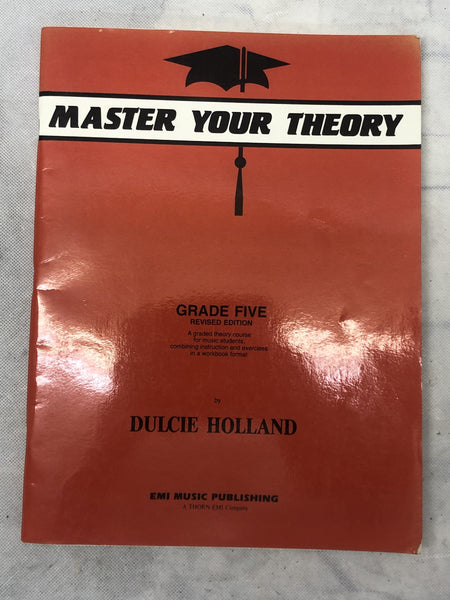 MASTER YOUR THEORY
GRADE FIVE
REVISED EDITION
A graded theory course
for music students,
combining instruction and exercises
in a workbook format
by
DULCIE HOLLAND
EMI MUSIC PUBLISHING
A THORN EMI Company